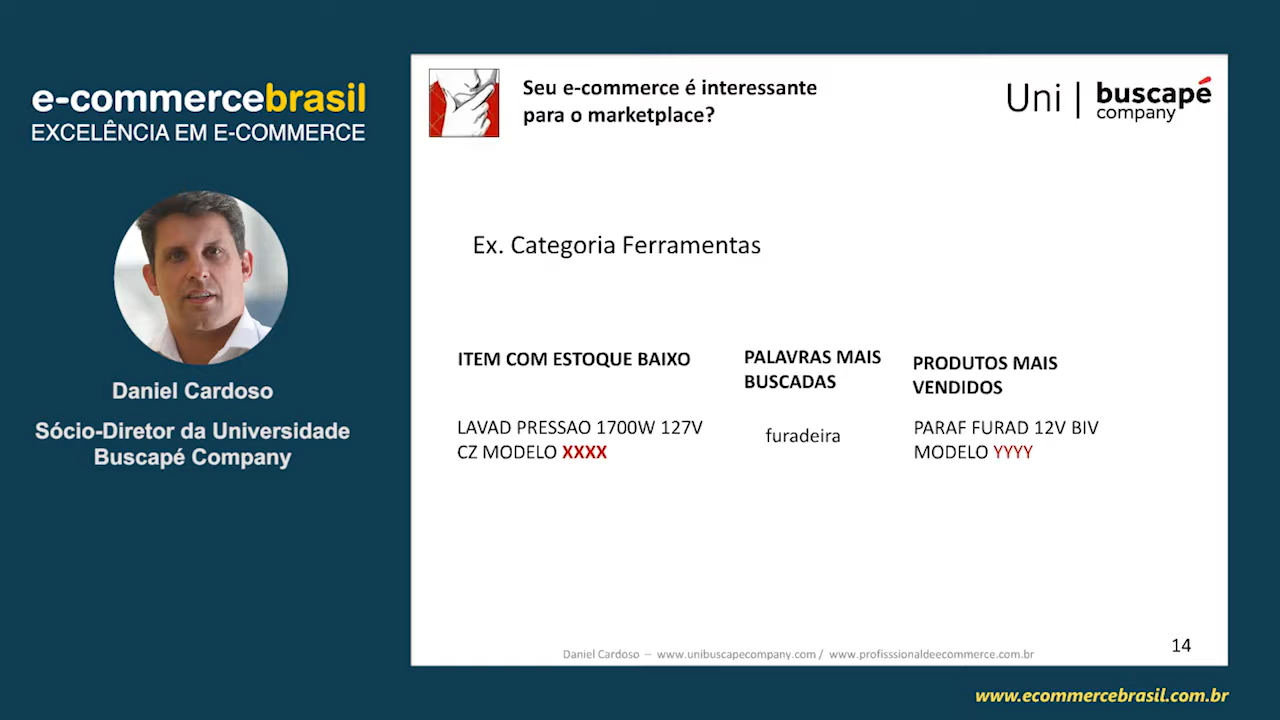 e-commercebrasil
EXCELÊNCIA EM E-COMMERCE
Daniel Cardoso
Sócio-Diretor da Universidade
Buscapé Company
Seu e-commerce é interessante
para o marketplace?
Uni | buscapé
company
Ex. Categoria Ferramentas
ITEM COM ESTOQUE BAIXO
LAVAD PRESSAO 1700W 127V
CZ MODELO XXXX
PALAVRAS MAIS
BUSCADAS
furadeira
PRODUTOS MAIS
VENDIDOS
PARAF FURAD 12V BIV
MODELO YYYY
14
Daniel Cardoso – www.unibuscapecompany.com / www.profisssionaldeecommerce.com.br
www.ecommercebrasil.com.br